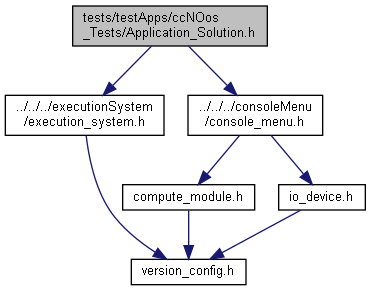 tests/testApps/ccNOos
_Tests/Application_Solution.h
../../../executionSystem
/execution_system.h
../../../consoleMenu
/console_menu.h
compute_module.h
io_device.h
version_config.h